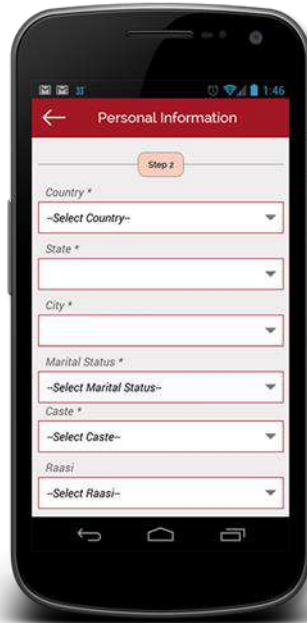 33°
1:46
Personal Information
Step 2
Country *
--Select Country--
State *
City *
Marital Status *
--Select Marital Status--
Caste *
--Select Caste--
Raasi
--Select Raasi--